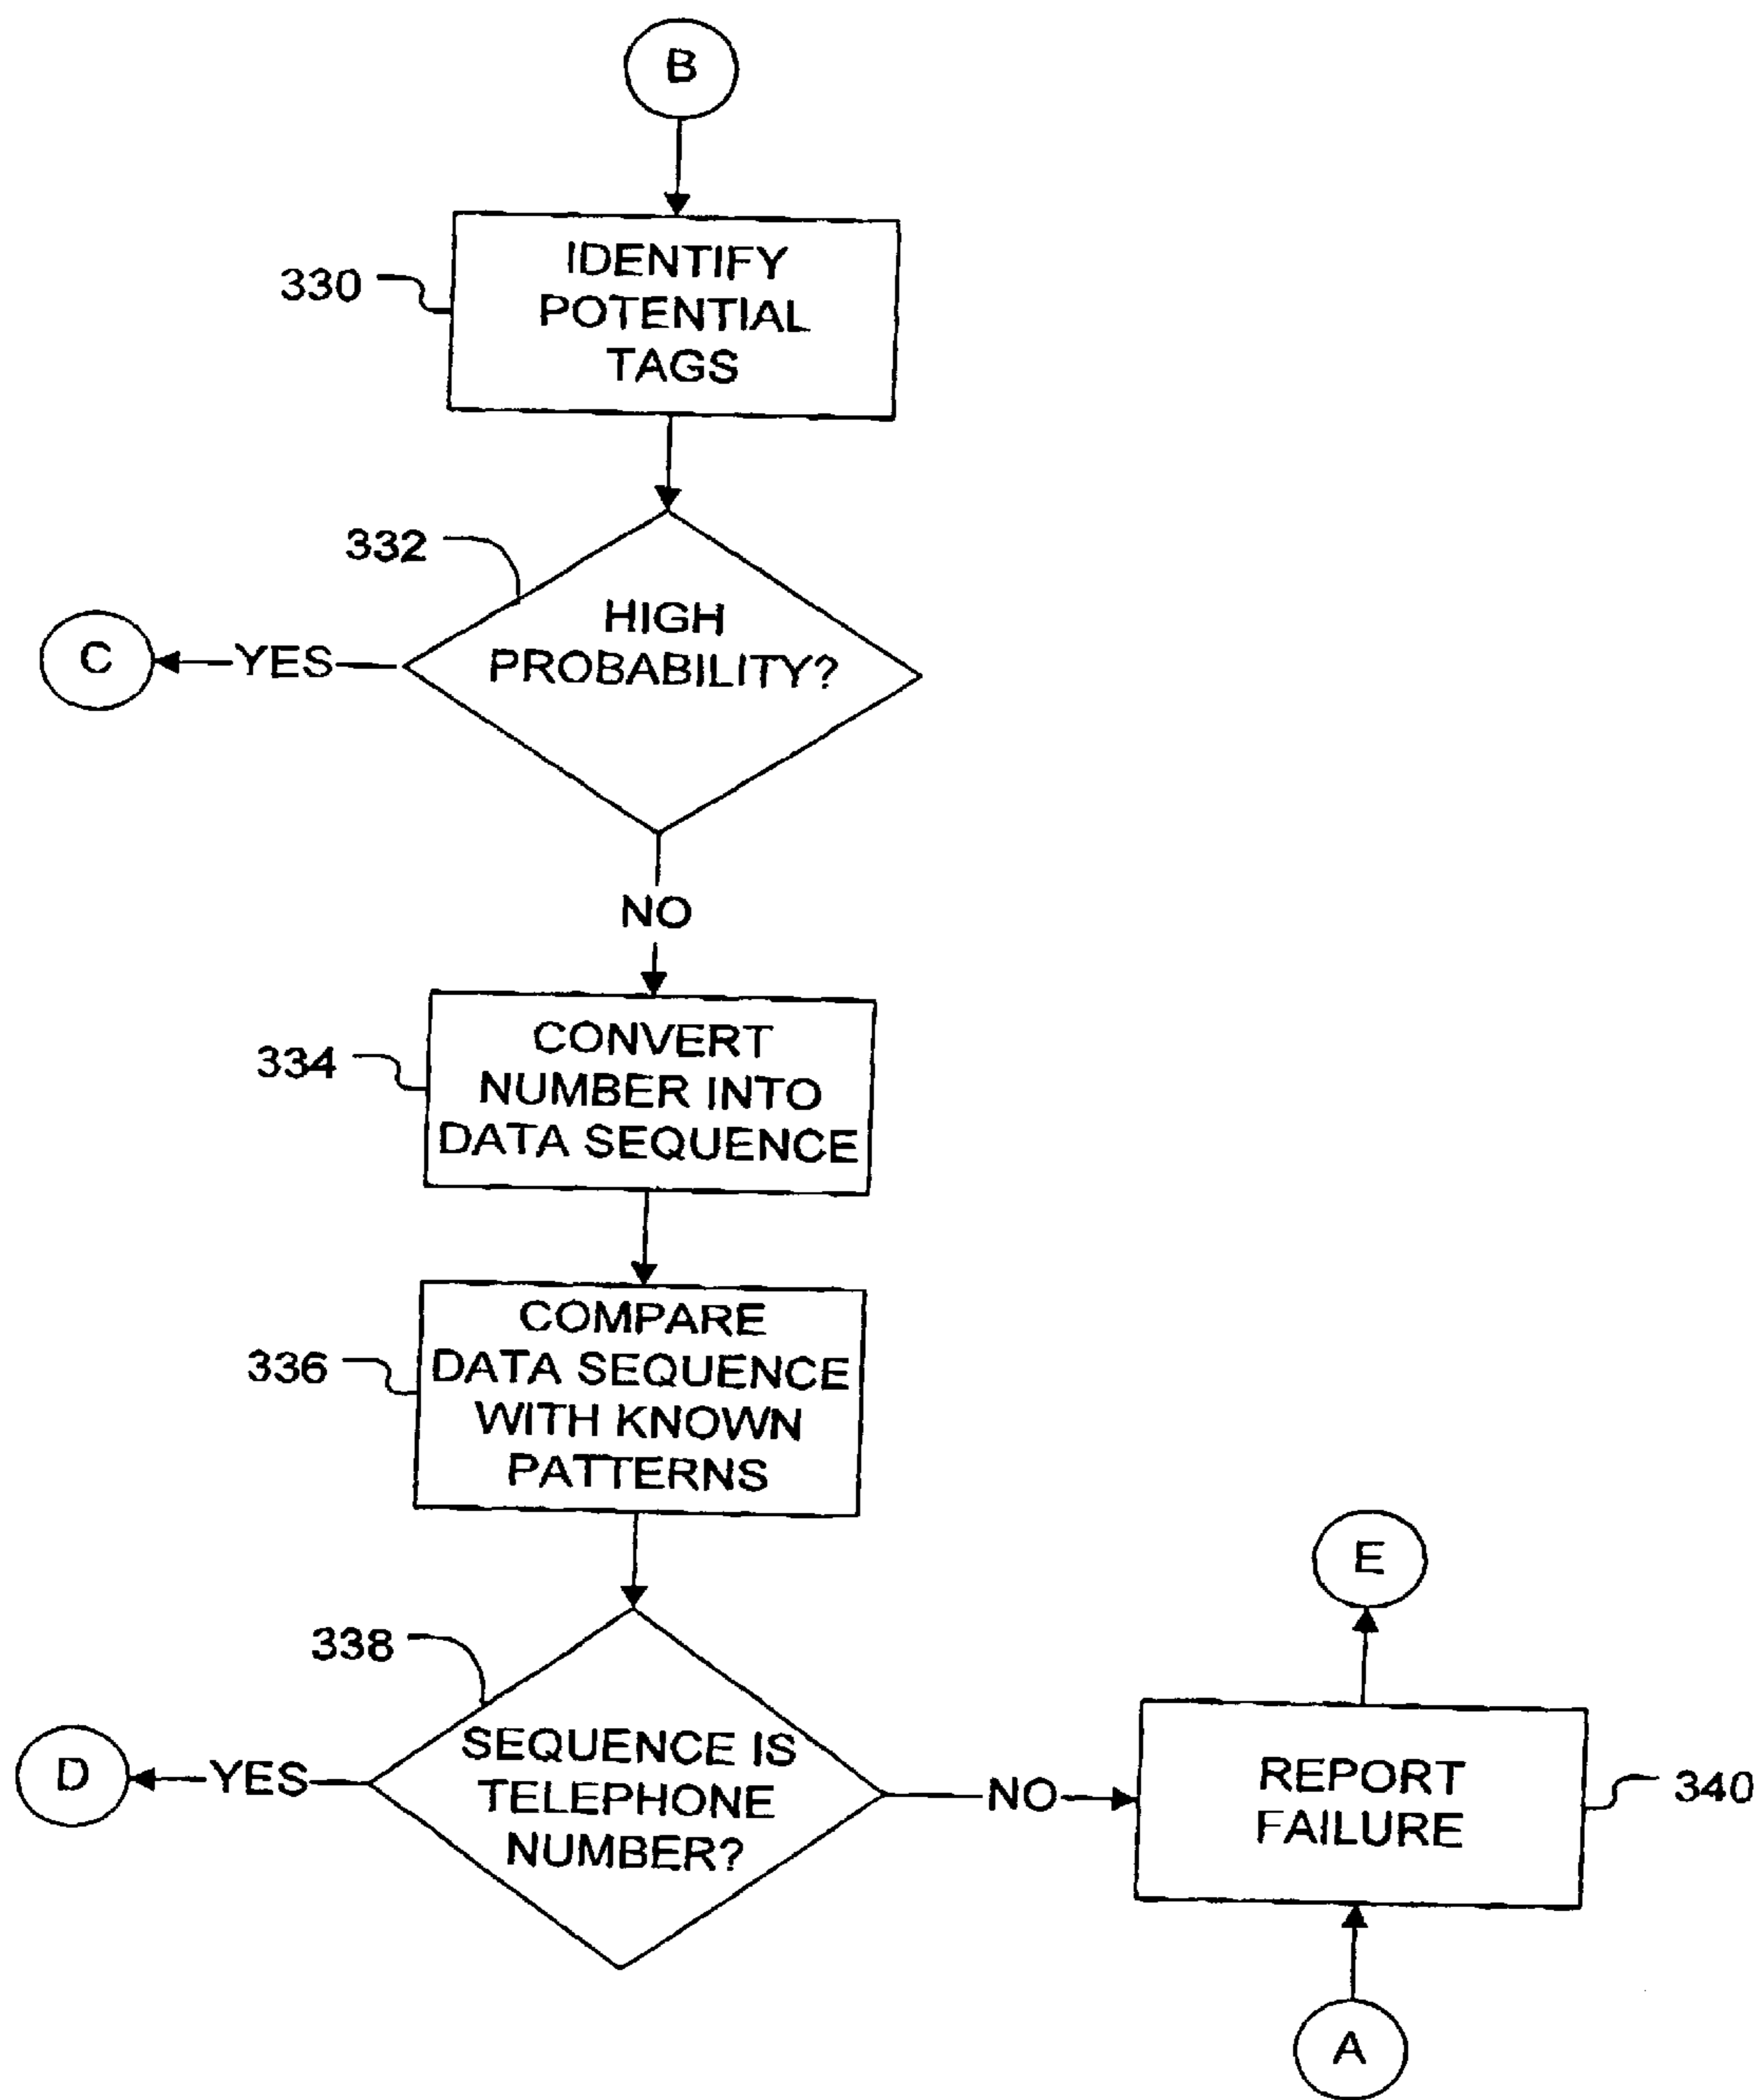 B
330
IDENTIFY
POTENTIAL
TAGS
332
HIGH
PROBABILITY?
C
YES
NO
334
CONVERT
NUMBER INTO
DATA SEQUENCE
336
COMPARE
DATA SEQUENCE
WITH KNOWN
PATTERNS
338
SEQUENCE IS
TELEPHONE
NUMBER?
D
YES
NO
E
REPORT
FAILURE
340
A